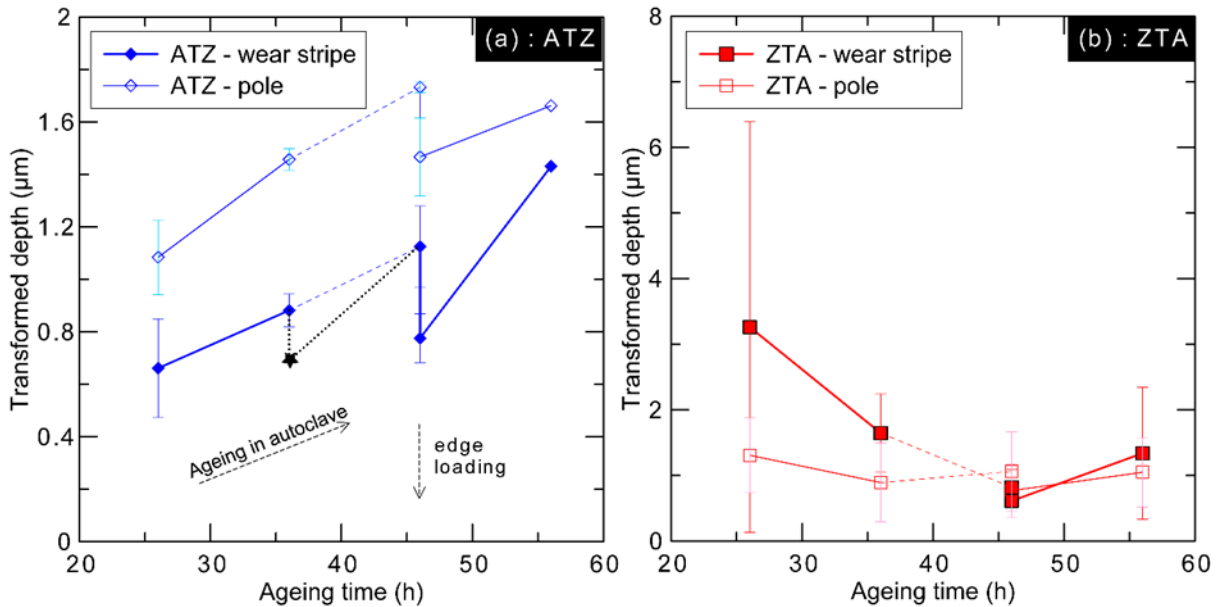 (a) : ATZ
ATZ - wear stripe
ATZ - pole
2
1.6
1.2
0.8
0.4
0
Transformed depth (µm)
Ageing in autoclave
edge
loading
20
30
40
50
60
Ageing time (h)
(b) : ZTA
ZTA - wear stripe
ZTA - pole
8
6
4
2
0
Transformed depth (µm)
20
30
40
50
60
Ageing time (h)